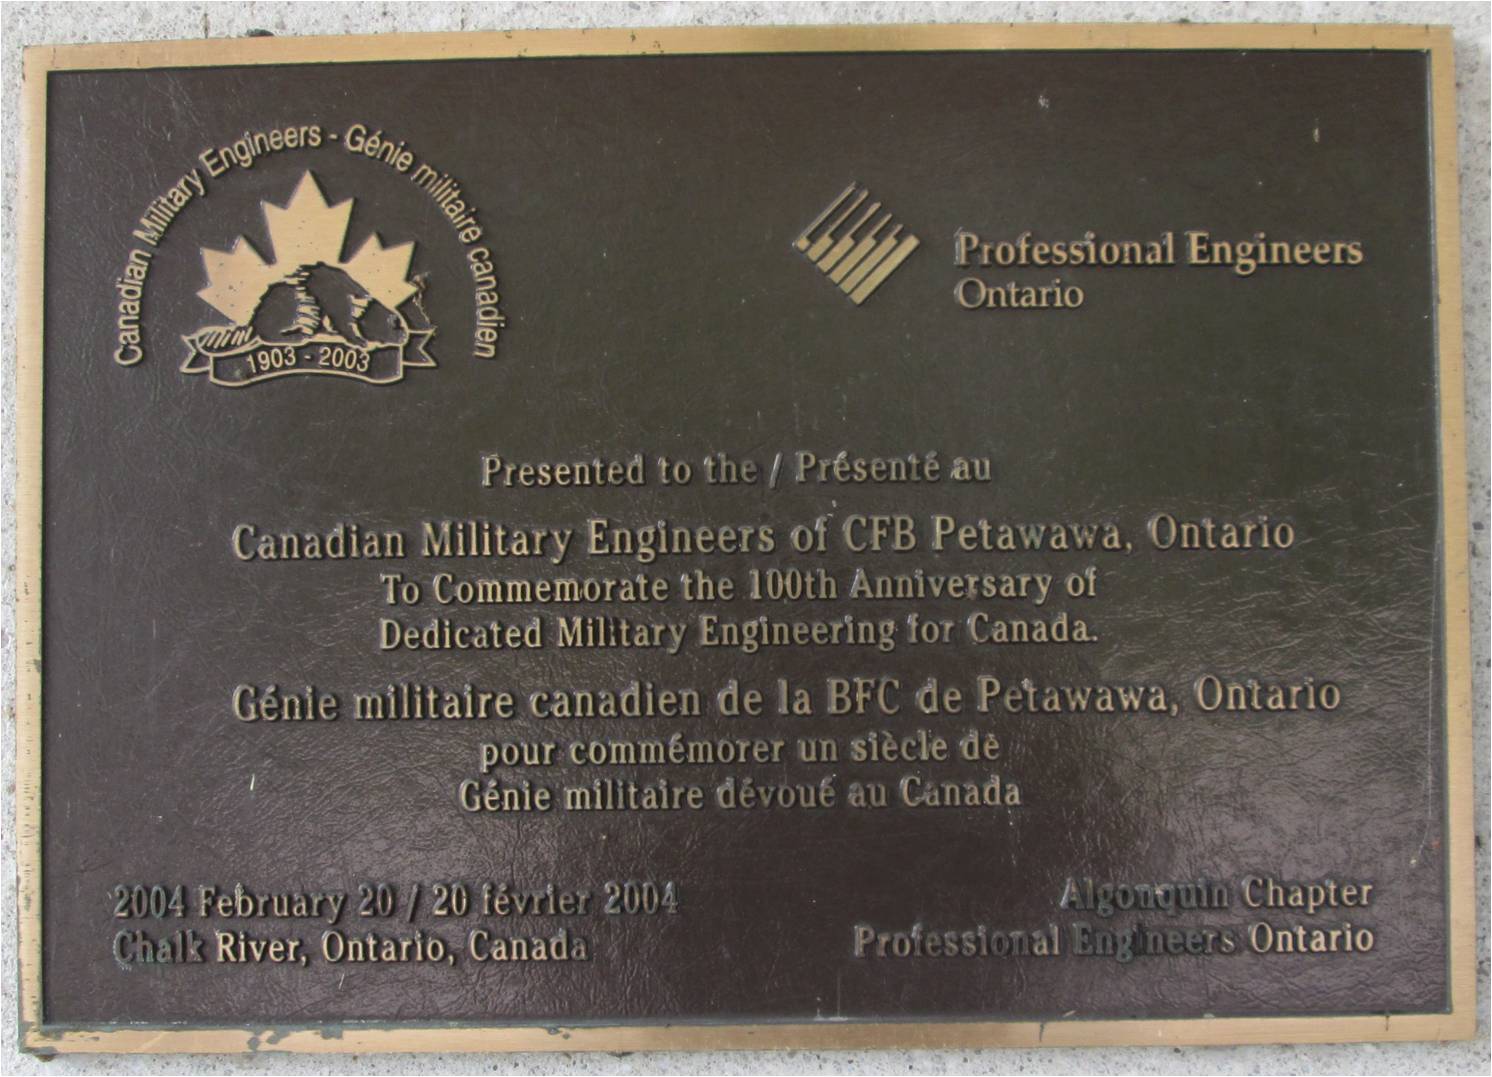 Canadian Military Engineers - Génie militaire canadien
1903 - 2003
Professional Engineers
Ontario
Presented to the / Présenté au
Canadian Military Engineers of CFB Petawawa, Ontario
To Commemorate the 100th Anniversary of
Dedicated Military Engineering for Canada.
Génie militaire canadien de la BFC de Petawawa, Ontario
pour commémorer un siècle de
Génie militaire dévoué au Canada
2004 February 20 / 20 février 2004
Chalk River, Ontario, Canada
Algonquin Chapter
Professional Engineers Ontario